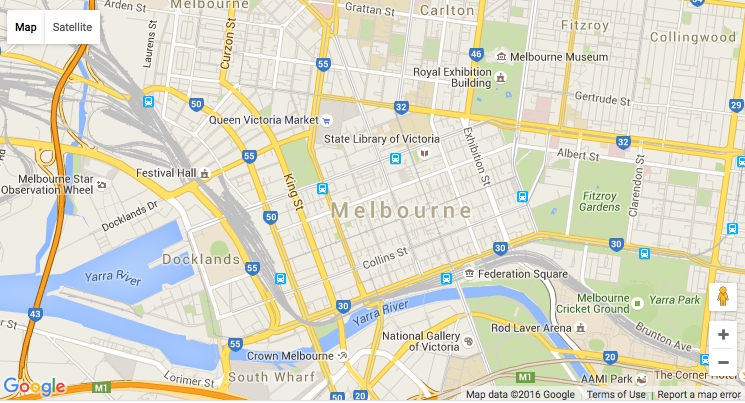 Arden St
Melbourne
Grattan St
Carlton
Fitzroy
Collingwood
Map
Satellite
Laurens St
Curzon St
55
46
Melbourne Museum
Royal Exhibition
Building
Gertrude St
29
50
32
Queen Victoria Market
State Library of Victoria
Exhibition St
32
Albert St
55
Melbourne Star
Observation Wheel
Festival Hall
King St
Clarendon St
Fitzroy
Gardens
Docklands Dr
50
Melbourne
30
30
Docklands
55
Collins St
Yarra River
Federation Square
Melbourne
Cricket Ground
Yarra Park
43
30
Yarra River
Rod Laver Arena
Brunton Ave
National Gallery
of Victoria
55
Crown Melbourne
20
Lorimer St
South Wharf
M1
AAMI Park
The Corner Hotel
Google
M1
50
20
Map data ©2016 Google
Terms of Use
Report a map error